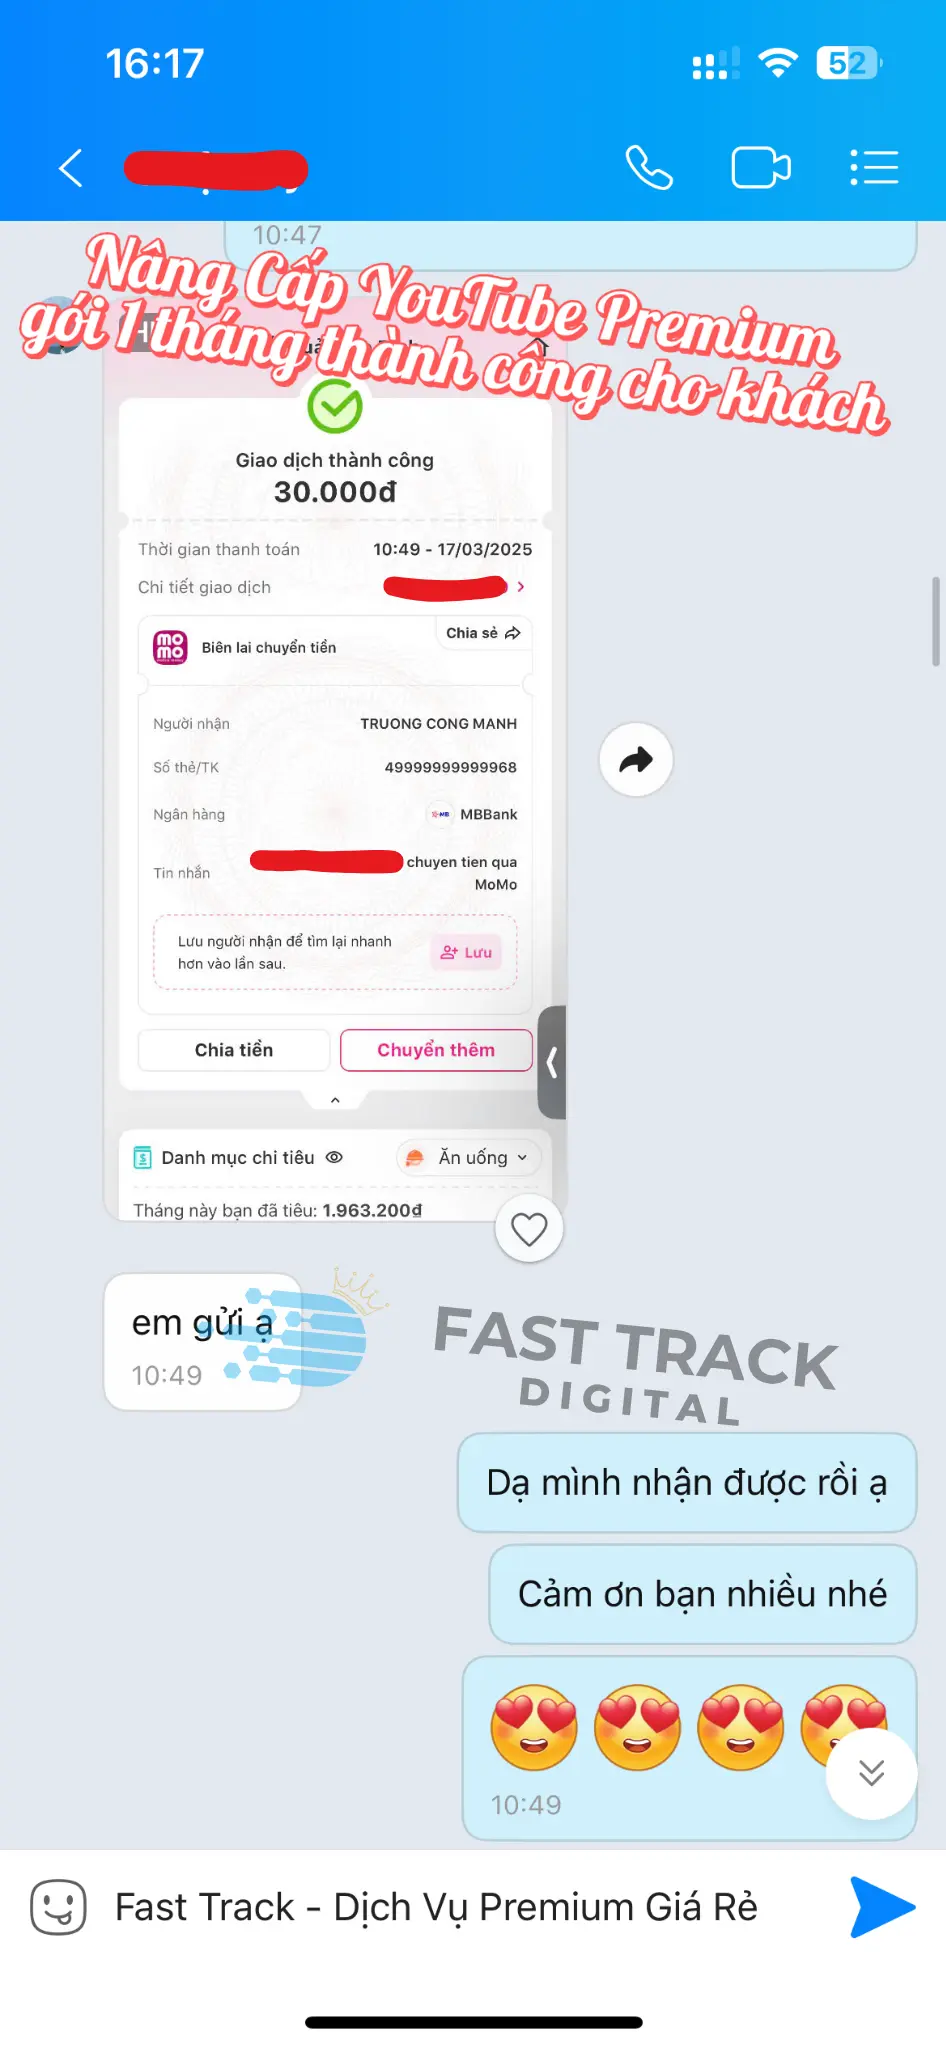 16:17
52
10:47
Nâng Cấp YouTube Premium
gói 1 tháng thành công cho khách
Giao dịch thành công
30.000đ
Thời gian thanh toán
10:49 - 17/03/2025
Chi tiết giao dịch
Chia sẻ
mo
mo
Biên lai chuyển tiền
Người nhận
TRUONG CONG MANH
Số thẻ/TK
49999999999968
Ngân hàng
MB
MBBank
Tin nhắn
chuyen tien qua
MoMo
Lưu người nhận để tìm lại nhanh
hơn vào lần sau.
Lưu
Chia tiền
Chuyển thêm
Danh mục chi tiêu
Ăn uống
Tháng này bạn đã tiêu: 1.963.200₫
em gửi ạ
10:49
FAST TRACK
DIGITAL
Dạ mình nhận được rồi ạ
Cảm ơn bạn nhiều nhé
10:49
Fast Track - Dịch Vụ Premium Giá Rẻ